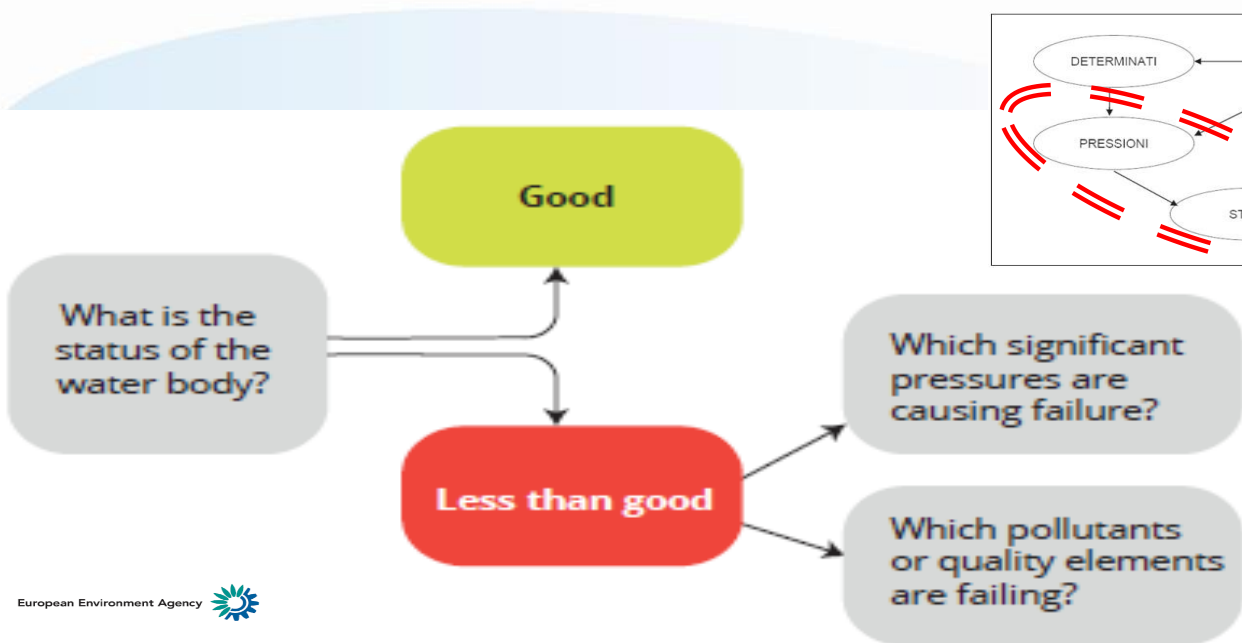 DETERMINATI
PRESSIONI
ST
Good
What is the
status of the
water body?
Less than good
Which significant
pressures are
causing failure?
Which pollutants
or quality elements
are failing?
European Environment Agency